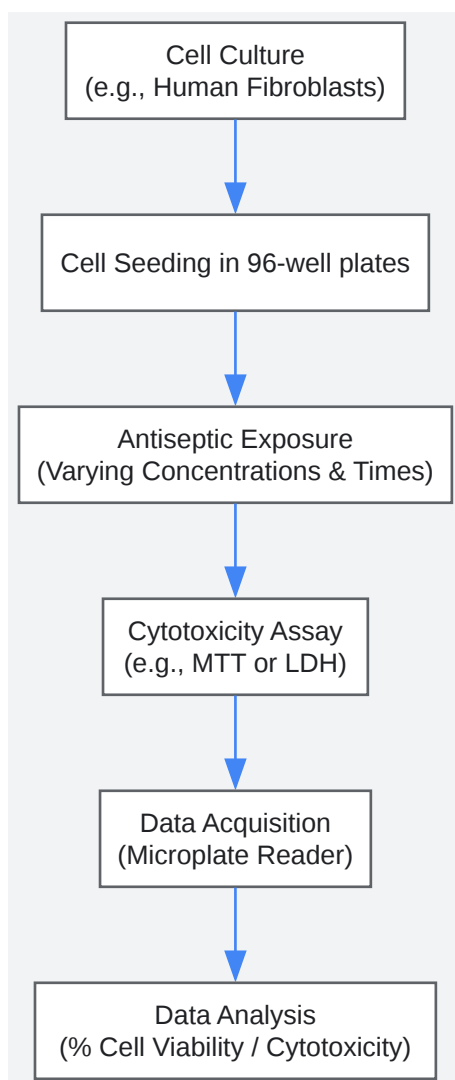 Cell Culture
(e.g., Human Fibroblasts)
Cell Seeding in 96-well plates
Antiseptic Exposure
(Varying Concentrations & Times)
Cytotoxicity Assay
(e.g., MTT or LDH)
Data Acquisition
(Microplate Reader)
Data Analysis
(% Cell Viability / Cytotoxicity)